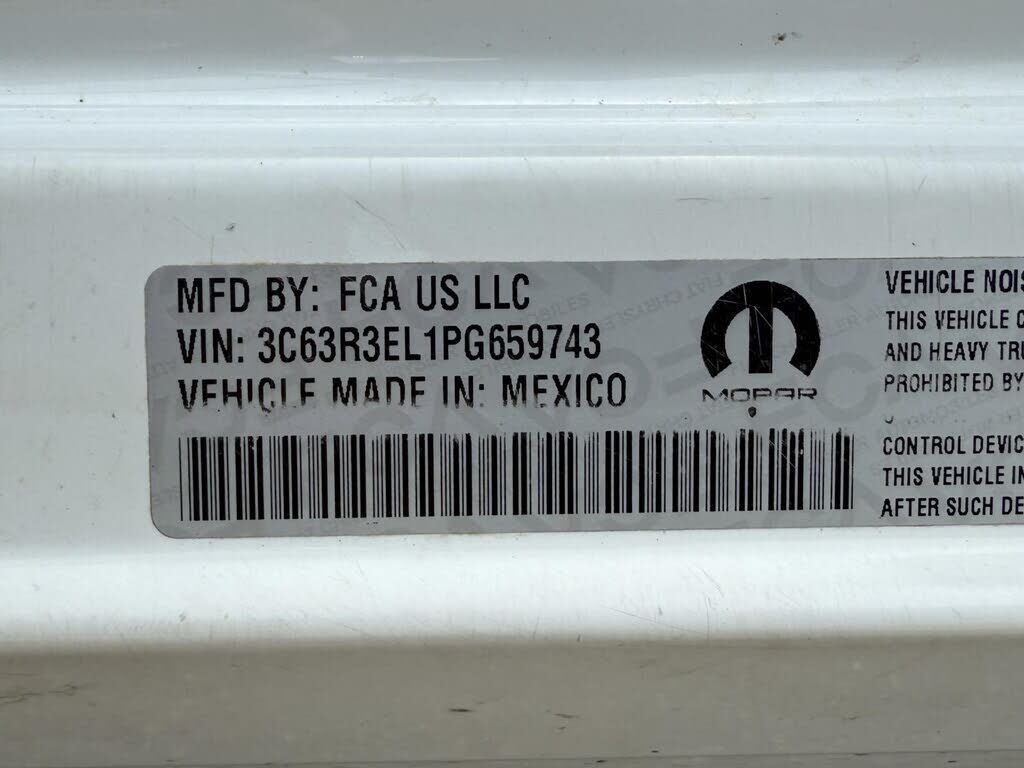 MFD BY: FCA US LLC
VIN: 3C63R3EL1PG659743
VEHICLE MADE IN: MEXICO
MOPAR
VEHICLE NOIS
THIS VEHICLE C
AND HEAVY TRU
PROHIBITED BY
CONTROL DEVIC
THIS VEHICLE IN
AFTER SUCH DE